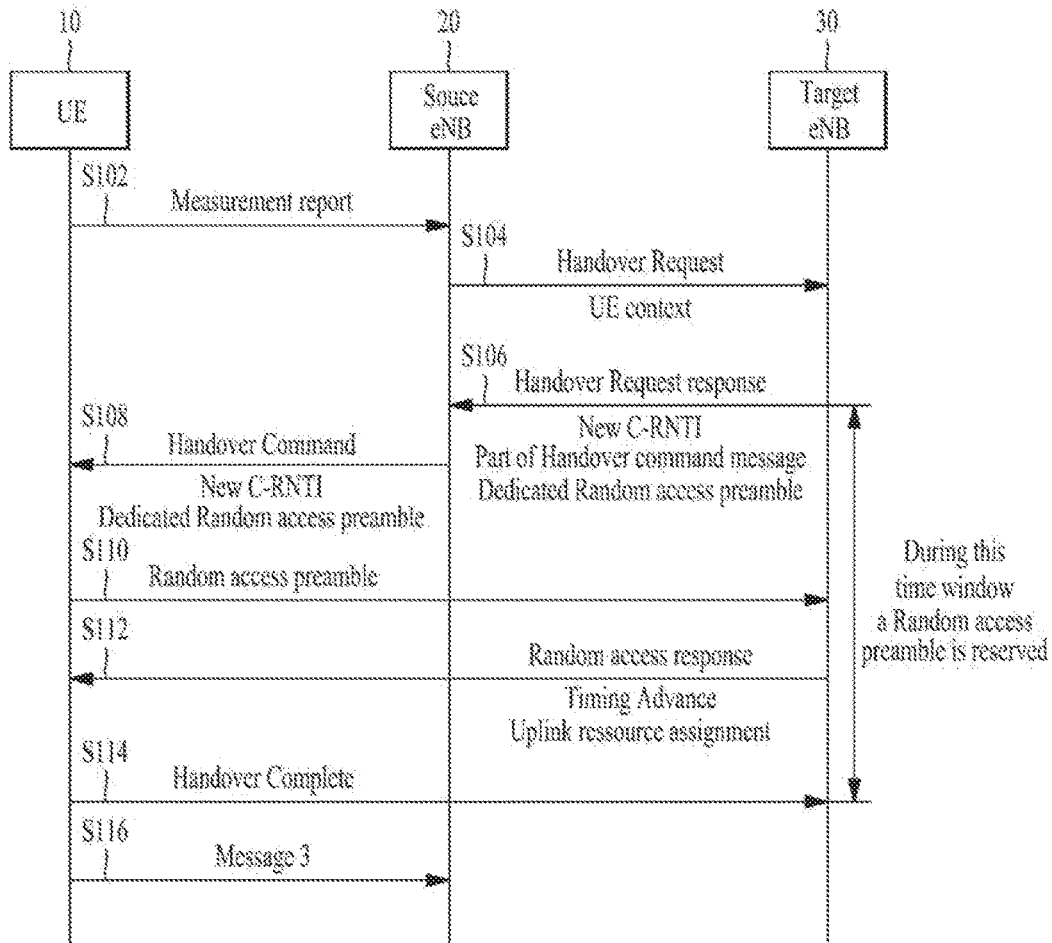 10
20
30
UE
Souce
eNB
Target
eNB
S102
Measurement report
S104
Handover Request
UE context
S106
Handover Request response
S108
Handover Command
New C-RNTI
Part of Handover command message
Dedicated Random access preamble
New C-RNTI
Dedicated Random access preamble
S110
Random access preamble
During this
time window
a Random access
preamble is reserved
S112
Random access response
Timing Advance
Uplink ressource assignment
S114
Handover Complete
S116
Message 3